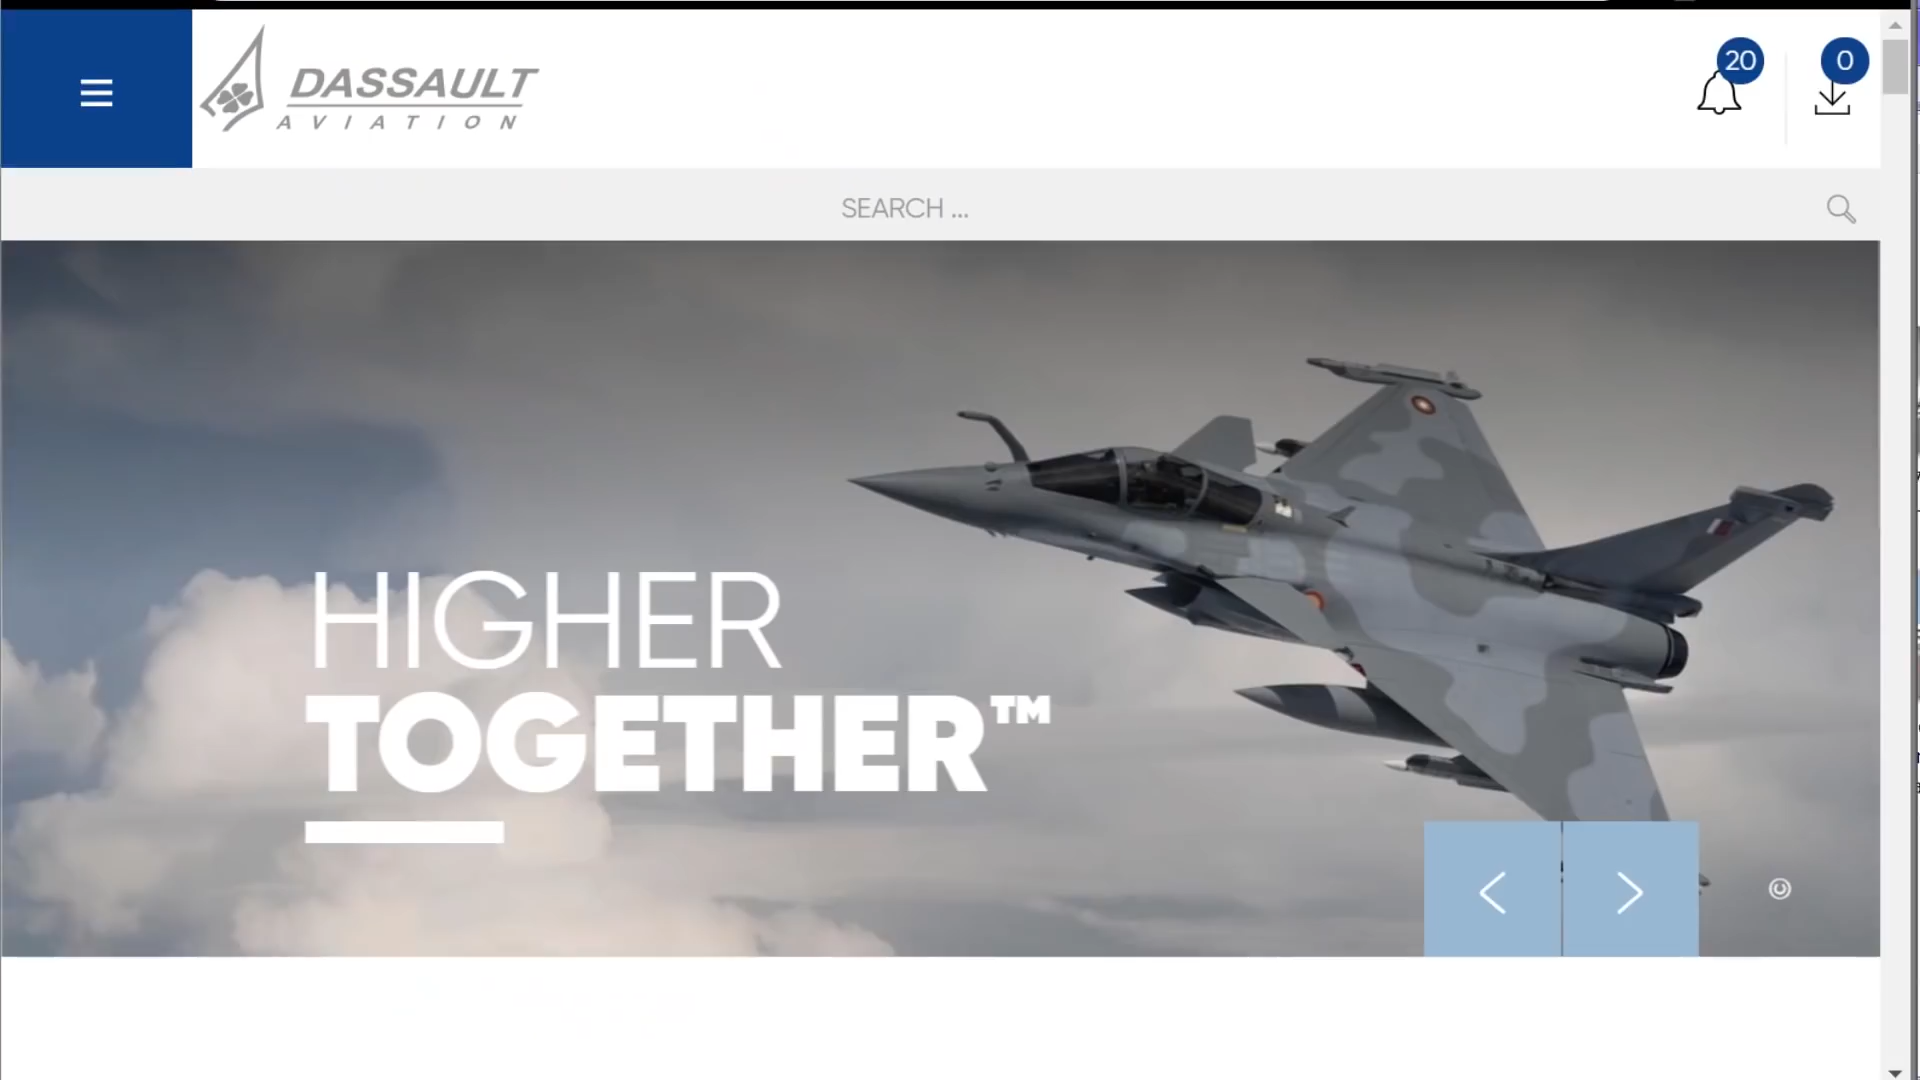 DASSAULT
AVIATION
20
0
SEARCH ...
HIGHER
TOGETHER™